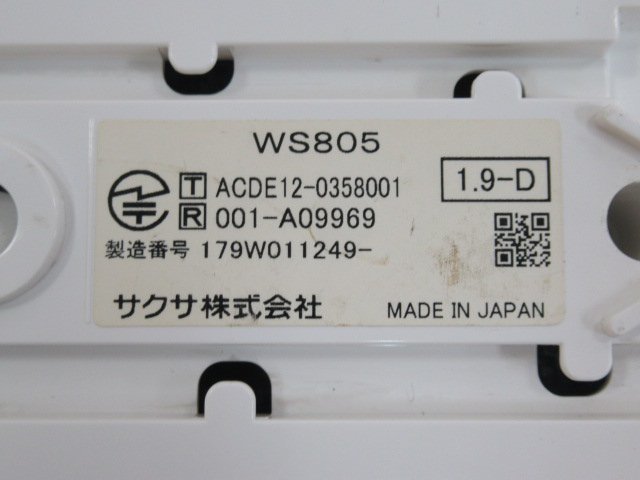 WS805
T ACDE12-0358001
1.9-D
R 001-A09969
製造番号 179W011249-
サクサ株式会社
MADE IN JAPAN